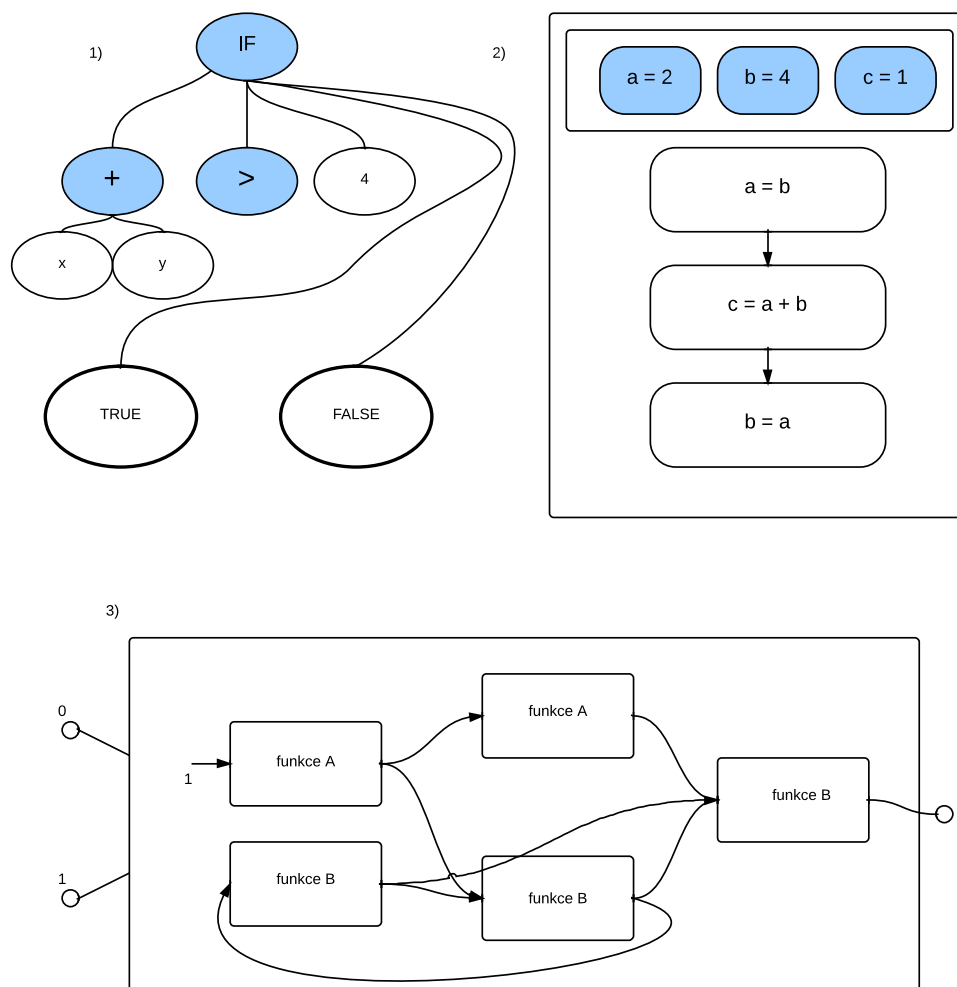 1)
IF
+
>
4
x
y
TRUE
FALSE
2)
a = 2
b = 4
c = 1
a = b
c = a + b
b = a
3)
0
1
1
funkce A
funkce B
funkce A
funkce B
funkce B